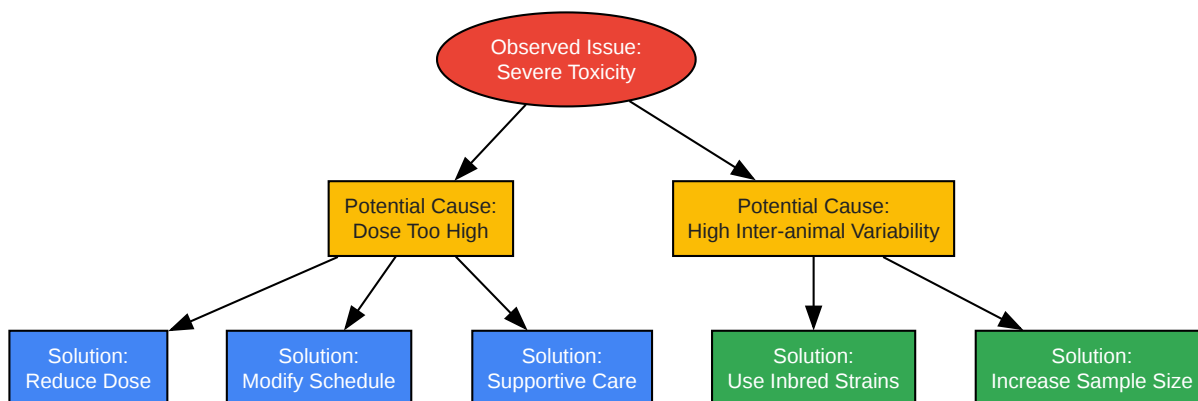 Observed Issue:
Severe Toxicity
Potential Cause:
Dose Too High
Potential Cause:
High Inter-animal Variability
Solution:
Reduce Dose
Solution:
Modify Schedule
Solution:
Supportive Care
Solution:
Use Inbred Strains
Solution:
Increase Sample Size